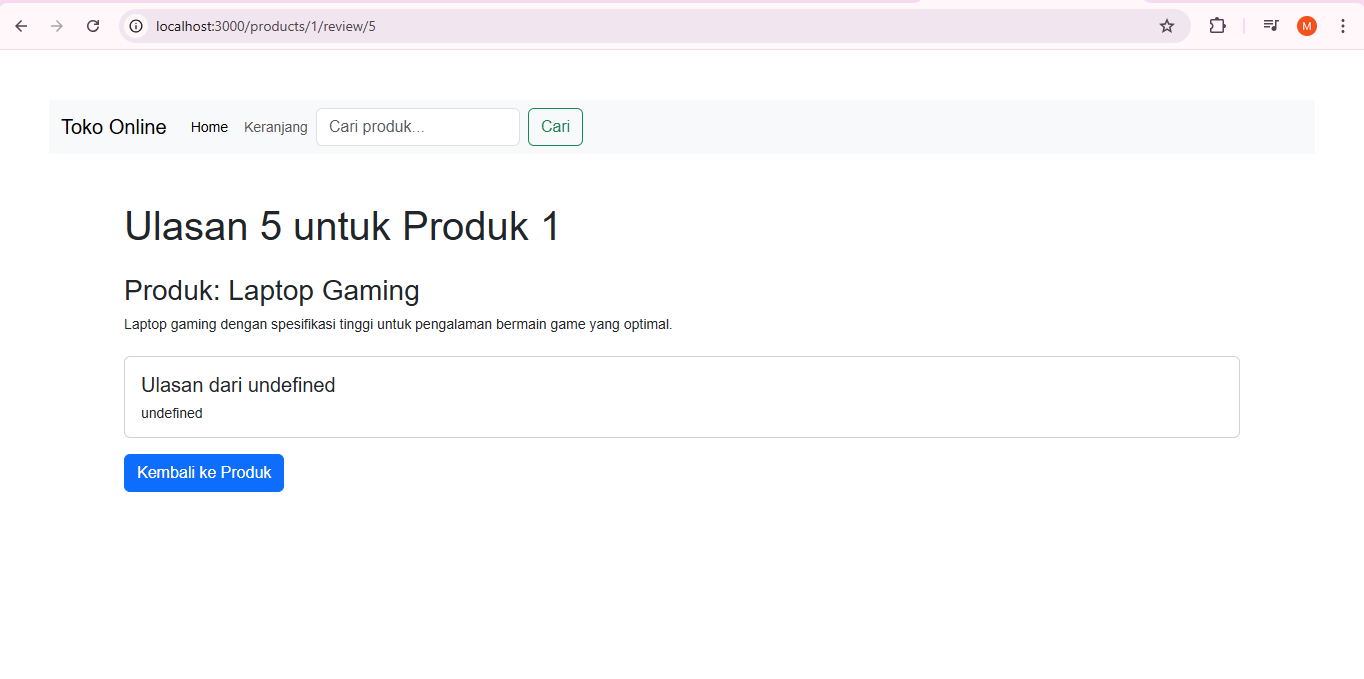 localhost:3000/products/1/review/5
M
Toko Online Home Keranjang Cari produk... Cari
Ulasan 5 untuk Produk 1
Produk: Laptop Gaming
Laptop gaming dengan spesifikasi tinggi untuk pengalaman bermain game yang optimal.
Ulasan dari undefined
undefined
Kembali ke Produk